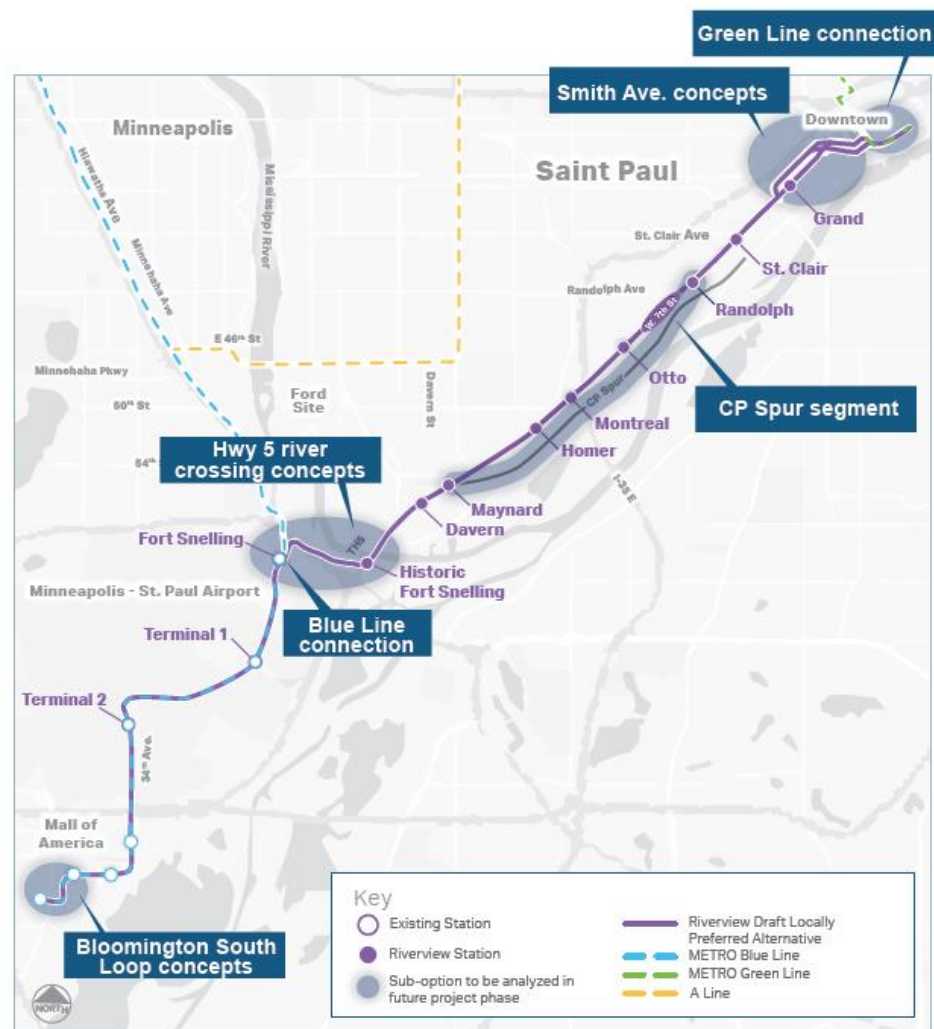 Green Line connection
Smith Ave. concepts
Downtown
Minneapolis
Saint Paul
Hiawatha Ave
Mississippi River
Minnehaha Ave
Grand
St. Clair Ave
St. Clair
Randolph Ave
Randolph
W. 7th St
E 46th St
Minnehaha Pkwy
Otto
50th St
Ford
Site
Davern St
CP Spur
Montreal
CP Spur segment
Homer
54th
Hwy 5 river
crossing concepts
I-35 E
Maynard
Davern
TH5
Fort Snelling
Historic
Fort Snelling
Minneapolis - St. Paul Airport
Blue Line
connection
Terminal 1
Terminal 2
34th Ave.
Mall of
America
Bloomington South
Loop concepts
Key
Existing Station
Riverview Station
Sub-option to be analyzed in
future project phase
Riverview Draft Locally
Preferred Alternative
METRO Blue Line
METRO Green Line
A Line
NORTH